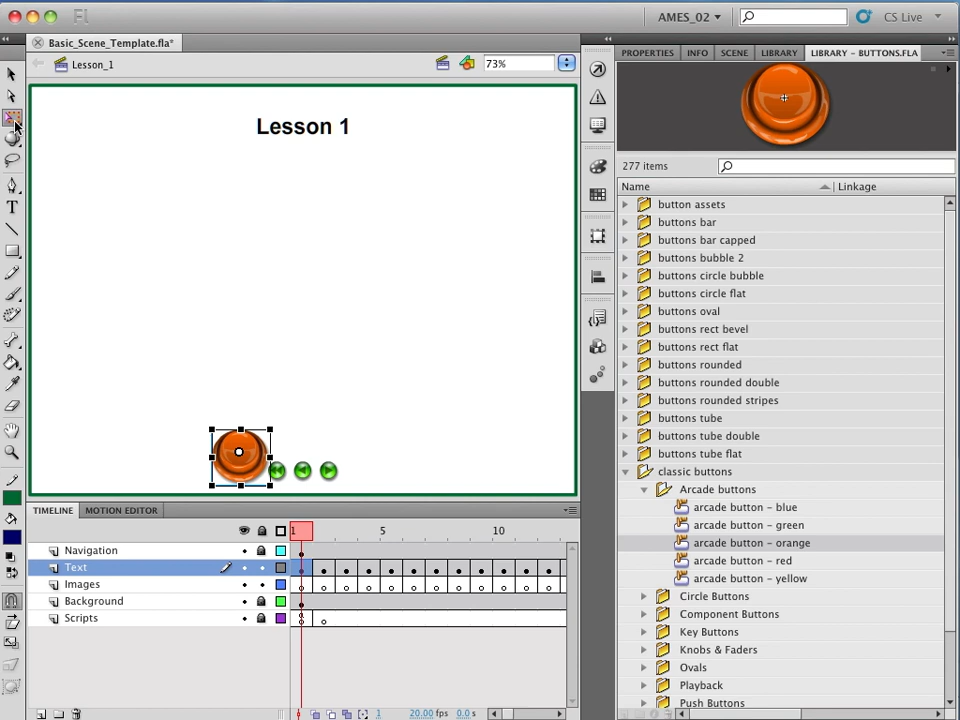 Fl
AMES_02
CS Live
Basic_Scene_Template.fla*
Lesson_1
73%
PROPERTIES
INFO
SCENE
LIBRARY
LIBRARY - BUTTONS.FLA
Lesson 1
277 items
Name
Linkage
button assets
buttons bar
buttons bar capped
buttons bubble 2
buttons circle bubble
buttons circle flat
buttons oval
buttons rect bevel
buttons rect flat
buttons rounded
buttons rounded double
buttons rounded stripes
buttons tube
buttons tube double
buttons tube flat
classic buttons
Arcade buttons
arcade button - blue
arcade button - green
arcade button - orange
arcade button - red
arcade button - yellow
Circle Buttons
Component Buttons
Key Buttons
Knobs & Faders
Ovals
Playback
Push Buttons
TIMELINE
MOTION EDITOR
1
5
10
Navigation
Text
Images
Background
Scripts
1
20.00 fps
0.0 s